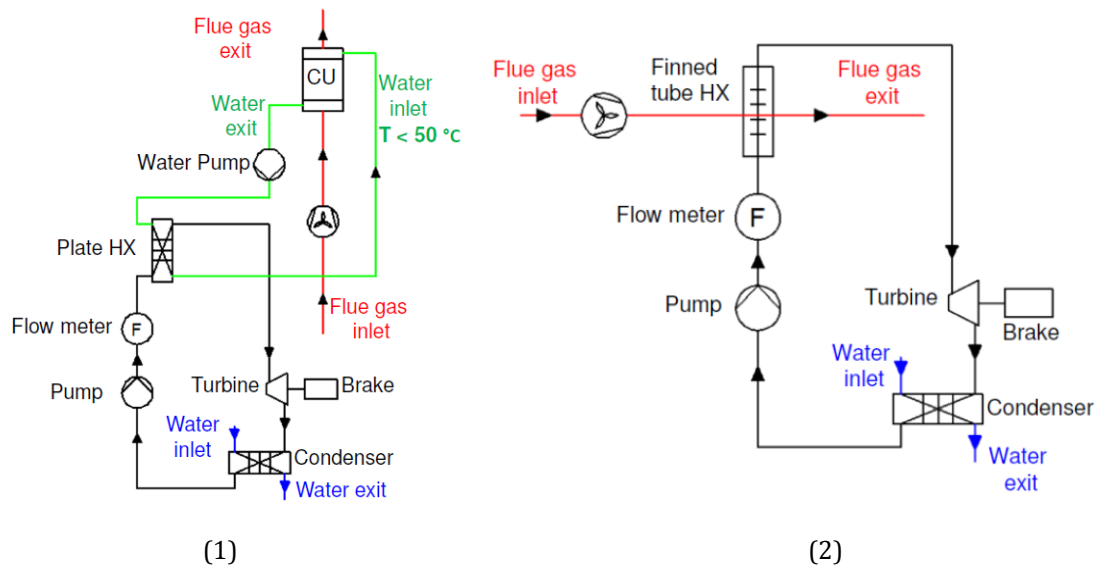 Flue gas
exit
CU
Water
inlet
T < 50 °C
Water
exit
Water Pump
Plate HX
Flue gas
inlet
Flow meter
F
Pump
Turbine
Brake
Water
inlet
Condenser
Water exit
(1)
Flue gas
inlet
Finned
tube HX
Flue gas
exit
Flow meter
F
Pump
Turbine
Brake
Water
inlet
Condenser
Water
exit
(2)